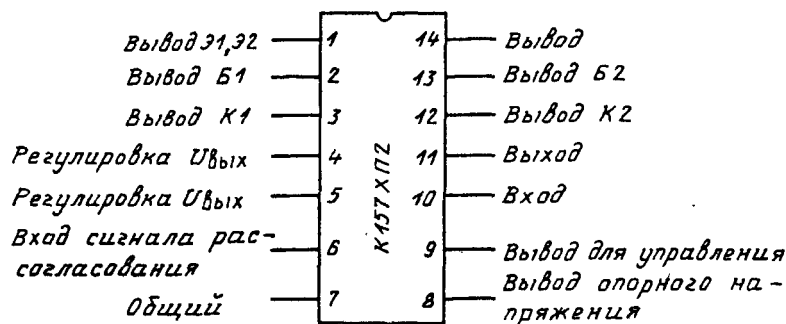 Вывод Э1,Э2
1
14
Вывод
Вывод Б1
2
13
Вывод Б2
Вывод К1
3
12
Вывод К2
Регулировка Uвых
4
11
Выход
Регулировка Uвых
5
10
Вход
Вход сигнала рас-
согласования
6
9
Вывод для управления
Общий
7
8
Вывод опорного на-
пряжения
К157ХП2